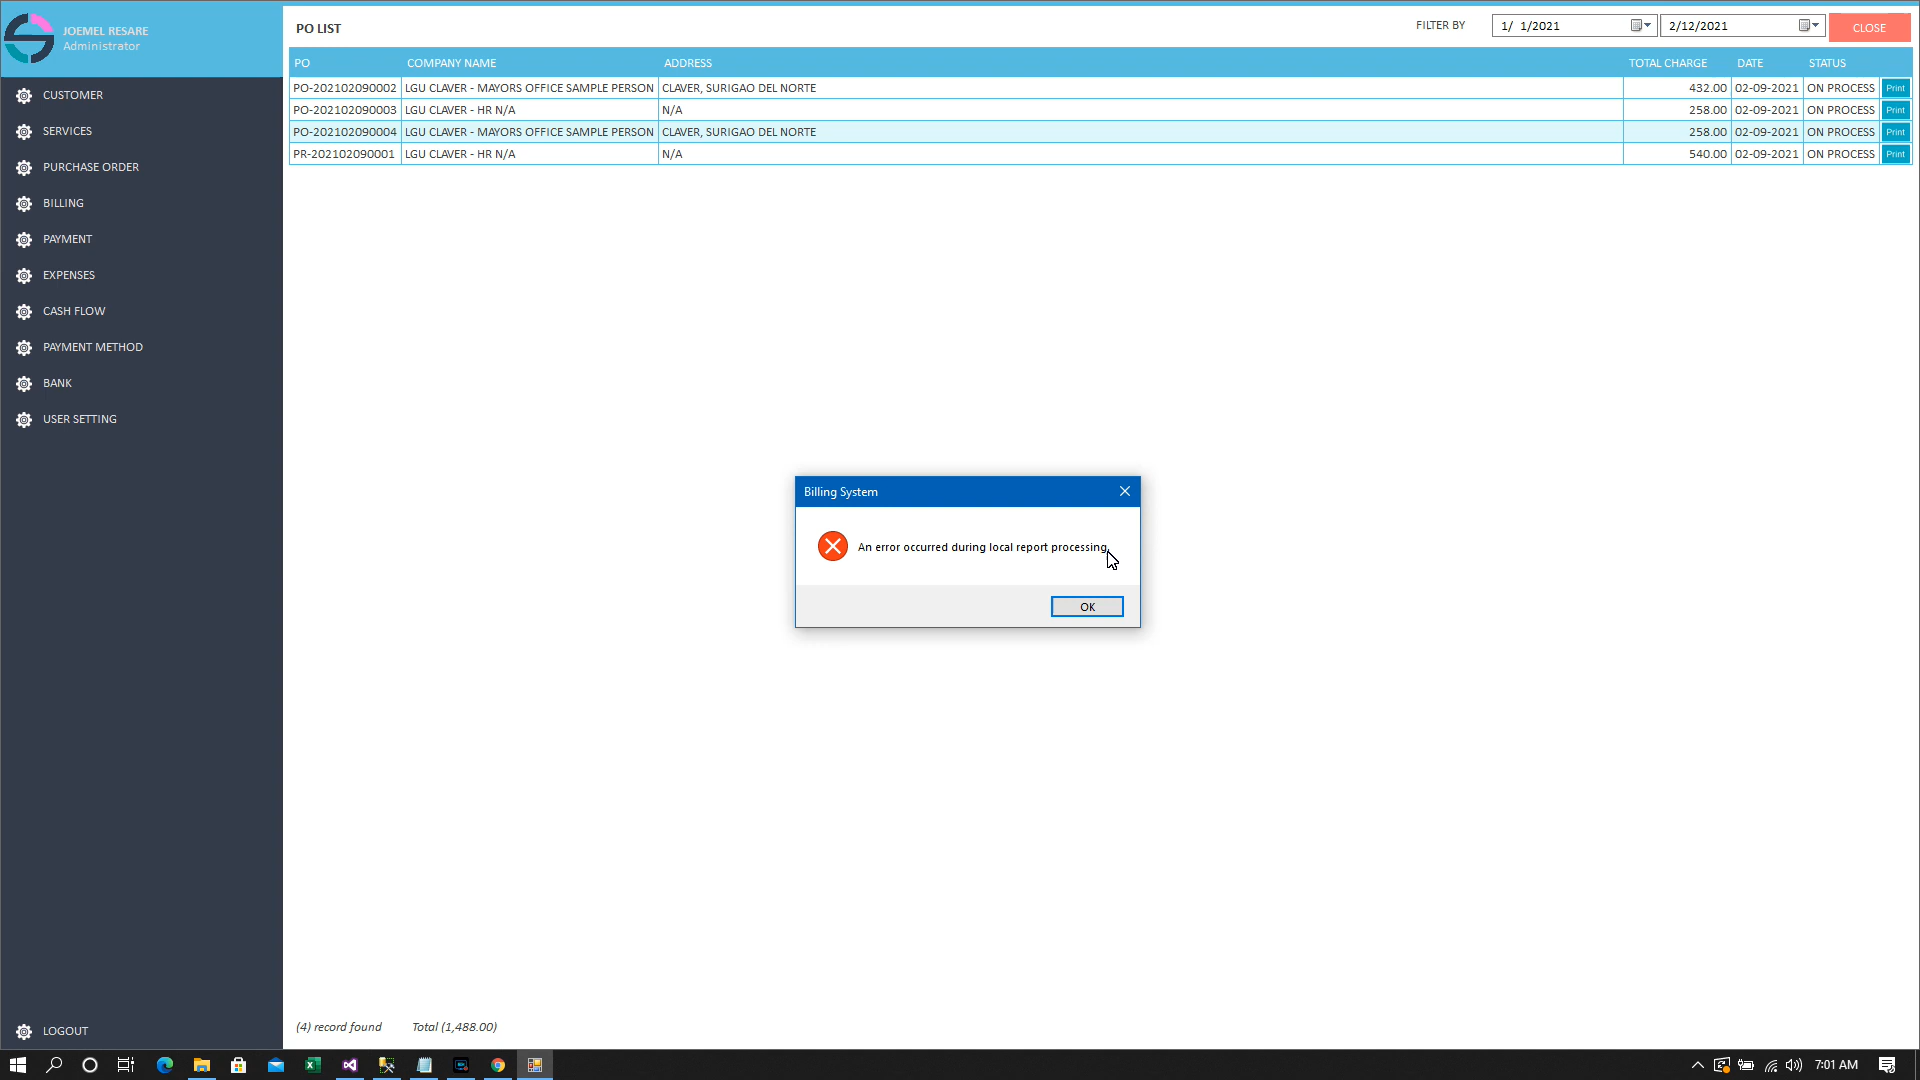 JOEMEL RESARE
Administrator
CUSTOMER
SERVICES
PURCHASE ORDER
BILLING
PAYMENT
EXPENSES
CASH FLOW
PAYMENT METHOD
BANK
USER SETTING
LOGOUT
PO LIST
FILTER BY 1/ 1/2021 2/12/2021 CLOSE
PO COMPANY NAME ADDRESS TOTAL CHARGE DATE STATUS
PO-202102090002 LGU CLAVER - MAYORS OFFICE SAMPLE PERSON CLAVER, SURIGAO DEL NORTE 432.00 02-09-2021 ON PROCESS Print
PO-202102090003 LGU CLAVER - HR N/A N/A 258.00 02-09-2021 ON PROCESS Print
PO-202102090004 LGU CLAVER - MAYORS OFFICE SAMPLE PERSON CLAVER, SURIGAO DEL NORTE 258.00 02-09-2021 ON PROCESS Print
PR-202102090001 LGU CLAVER - HR N/A N/A 540.00 02-09-2021 ON PROCESS Print
Billing System
An error occurred during local report processing.
OK
(4) record found Total (1,488.00)
7:01 AM